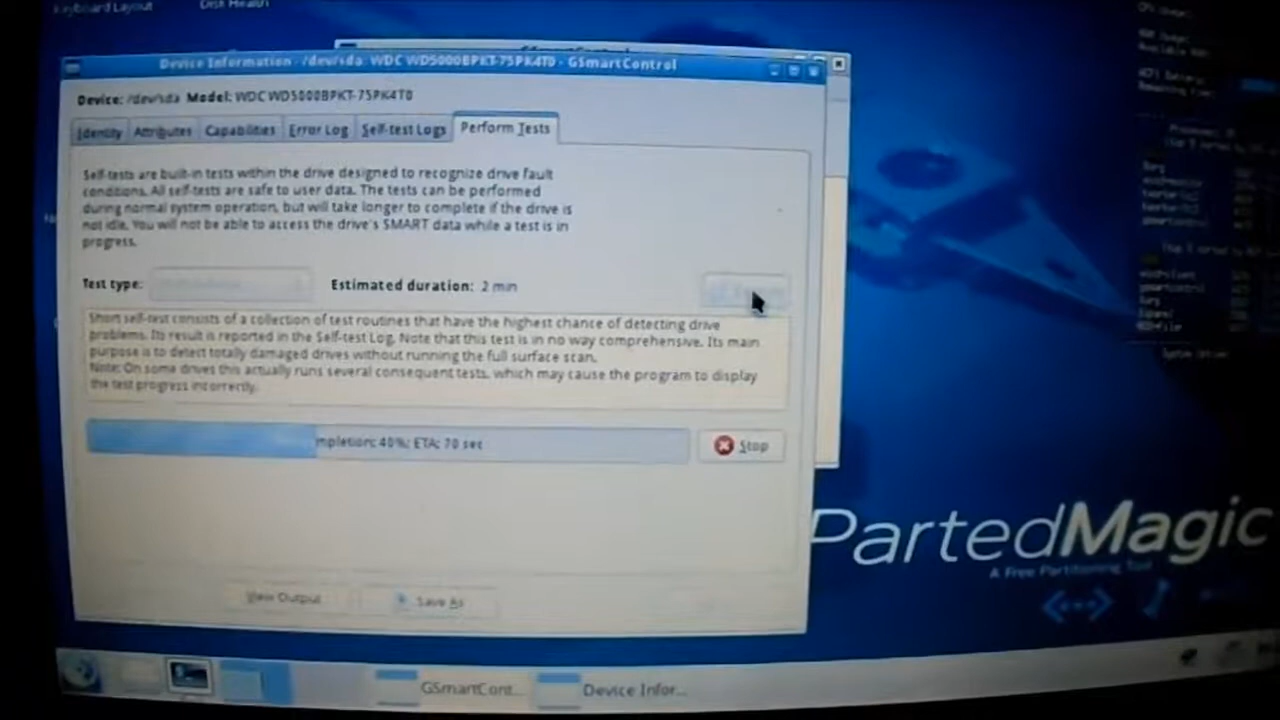 Keyboard Layout
Disk Health
GSmartControl
Device Information - /dev/sda: WDC WD5000BPKT-75PK4T0 - GSmartControl
Device: /dev/sda Model: WDC WD5000BPKT-75PK4T0
Identity Attributes Capabilities Error Log Self-test Logs Perform Tests
Self-tests are built-in tests within the drive designed to recognize drive fault
conditions. All self-tests are safe to user data. The tests can be performed
during normal system operation, but will take longer to complete if the drive is
not idle. You will not be able to access the drive's SMART data while a test is in
progress.
Test type:
Estimated duration: 2 min
Short self-test consists of a collection of test routines that have the highest chance of detecting drive
problems. Its result is reported in the Self-test Log. Note that this test is in no way comprehensive. Its main
purpose is to detect totally damaged drives without running the full surface scan.
Note: On some drives this actually runs several consequent tests, which may cause the program to display
the test progress incorrectly.
mpletion: 40%; ETA: 70 sec
Stop
PartedMagic
A Free Partitioning Tool
View Output
Save As
GSmartCont...
Device Infor...